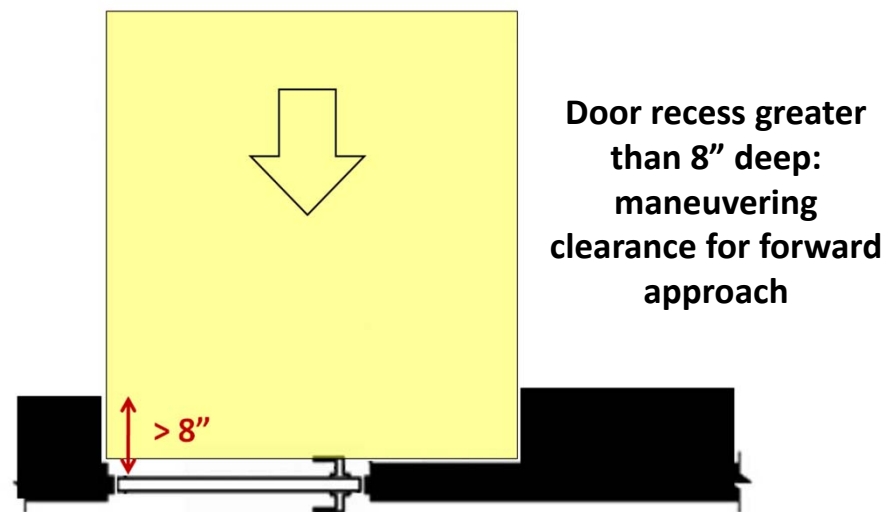 Door recess greater
than 8” deep:
maneuvering
clearance for forward
approach
> 8”